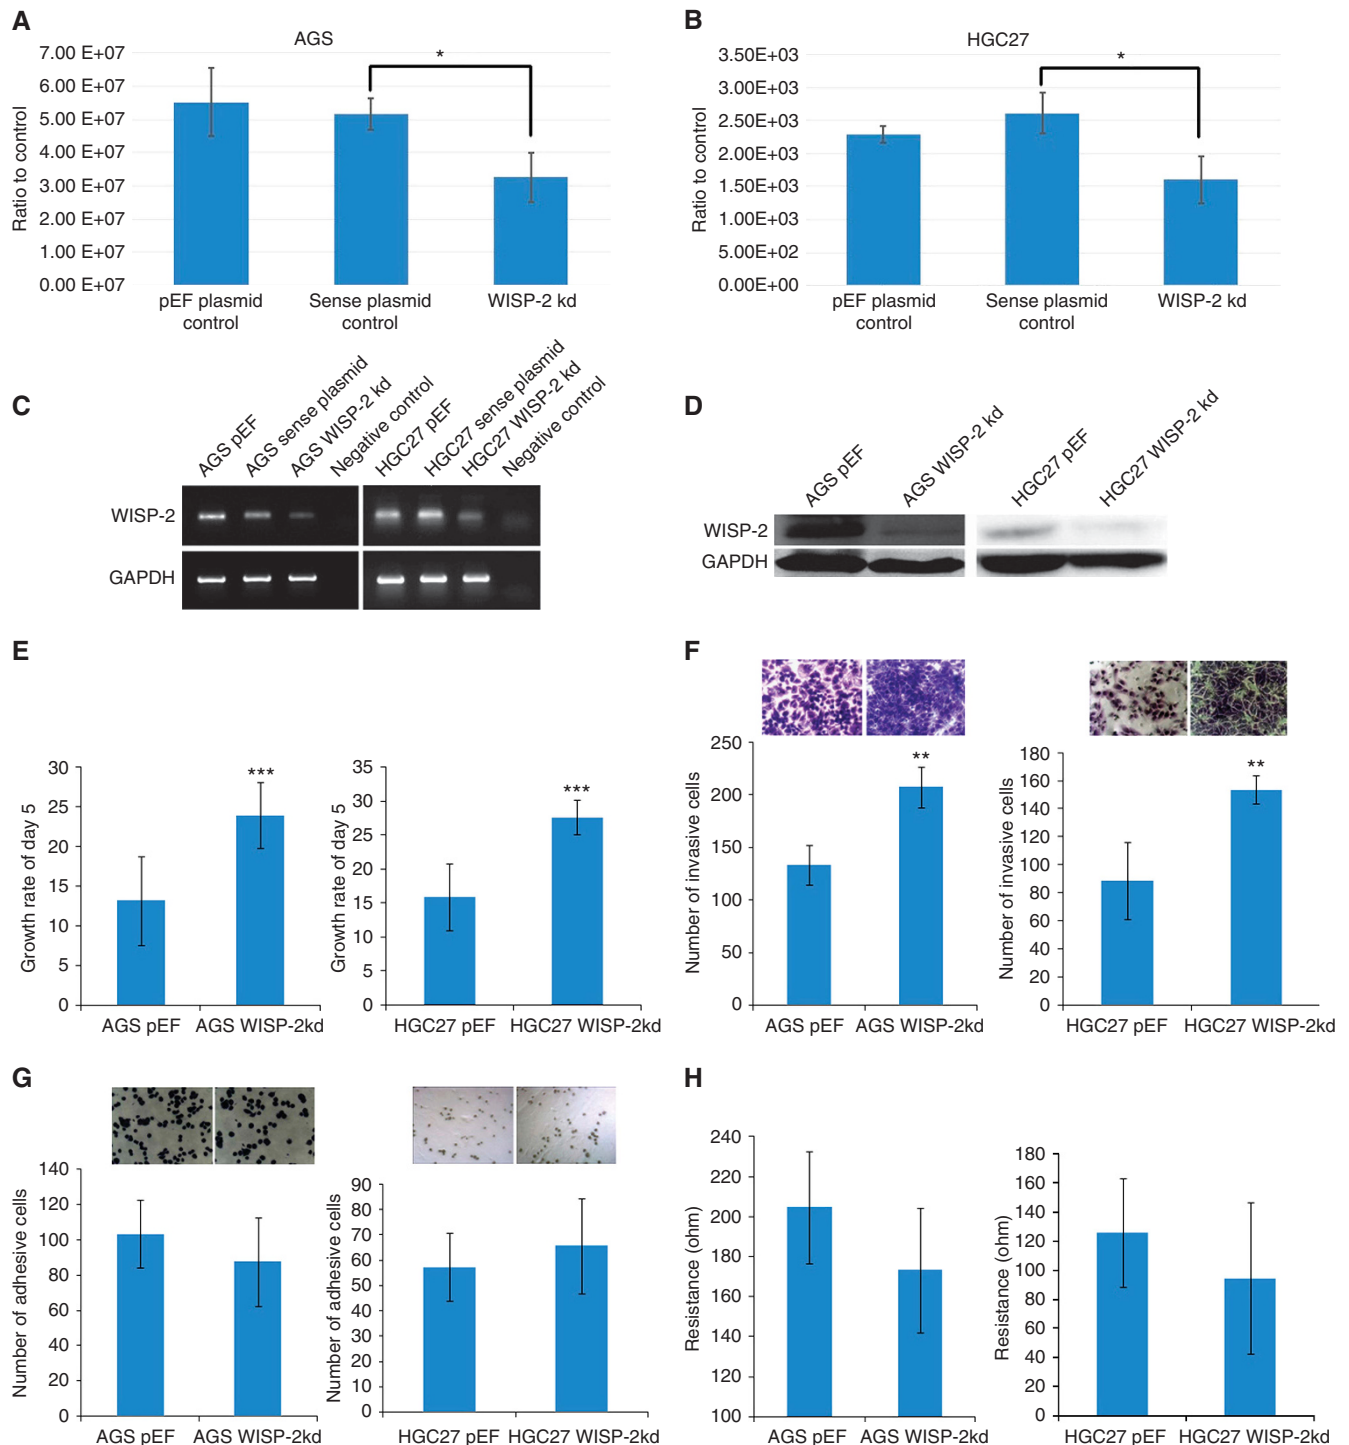 A
AGS
Ratio to control
7.00 E+07
6.00 E+07
5.00 E+07
4.00 E+07
3.00 E+07
2.00 E+07
1.00 E+07
0.00 E+07
*
pEF plasmid
control
Sense plasmid
control
WISP-2 kd
B
HGC27
Ratio to control
3.50E+03
3.00E+03
2.50E+03
2.00E+03
1.50E+03
1.00E+03
5.00E+02
0.00E+00
*
pEF plasmid
control
Sense plasmid
control
WISP-2 kd
C
AGS pEF
AGS sense plasmid
AGS WISP-2 kd
Negative control
HGC27 pEF
HGC27 sense plasmid
HGC27 WISP-2 kd
Negative control
WISP-2
GAPDH
D
AGS pEF
AGS WISP-2 kd
HGC27 pEF
HGC27 WISP-2 kd
WISP-2
GAPDH
E
Growth rate of day 5
30
25
20
15
10
5
0
***
AGS pEF
AGS WISP-2kd
Growth rate of day 5
35
30
25
20
15
10
5
0
***
HGC27 pEF
HGC27 WISP-2kd
F
Number of invasive cells
250
200
150
100
50
0
**
AGS pEF
AGS WISP-2kd
Number of invasive cells
180
160
140
120
100
80
60
40
20
0
**
HGC27 pEF
HGC27 WISP-2kd
G
Number of adhesive cells
140
120
100
80
60
40
20
0
AGS pEF
AGS WISP-2kd
Number of adhesive cells
90
80
70
60
50
40
30
20
10
0
HGC27 pEF
HGC27 WISP-2kd
H
Resistance (ohm)
240
220
200
180
160
140
120
100
AGS pEF
AGS WISP-2kd
Resistance (ohm)
180
160
140
120
100
80
60
40
20
0
HGC27 pEF
HGC27 WISP-2kd